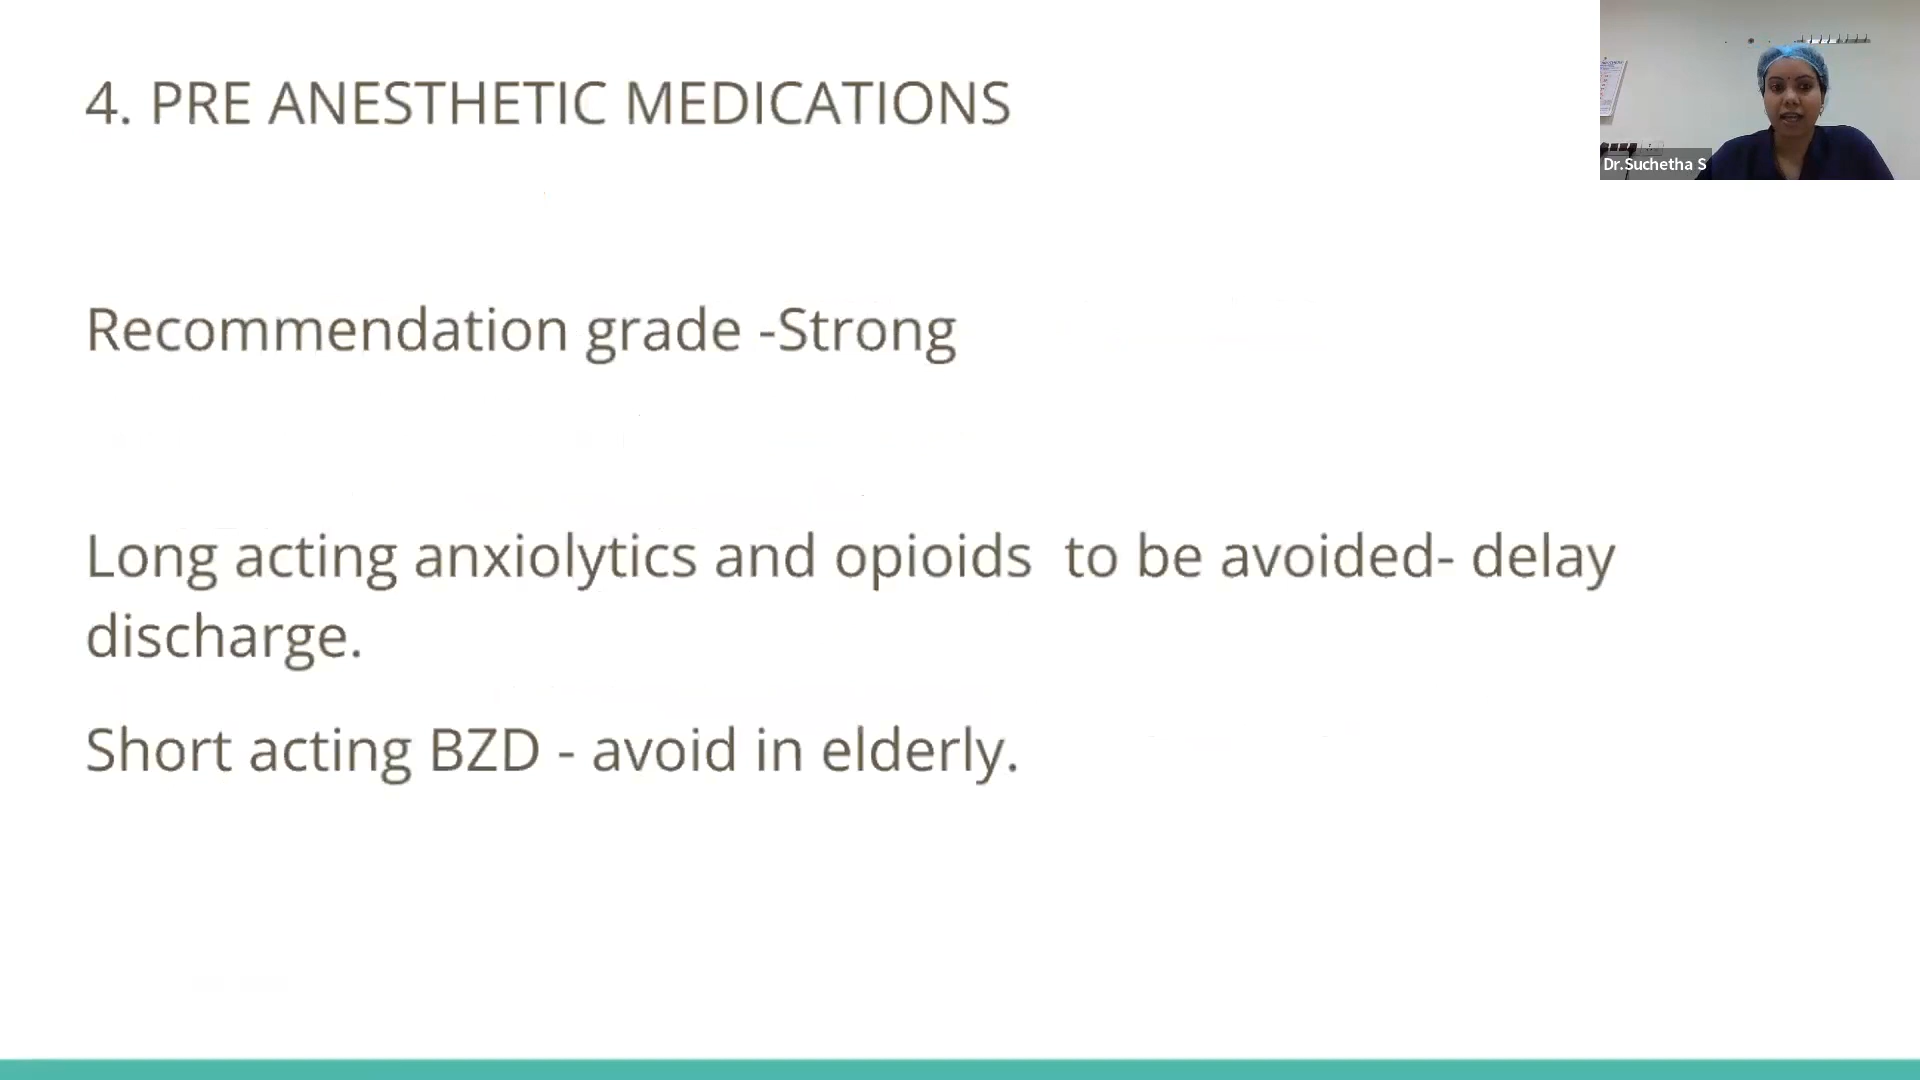 4. PRE ANESTHETIC MEDICATIONS
Dr.Suchetha S
Recommendation grade -Strong
Long acting anxiolytics and opioids  to be avoided- delay
discharge.
Short acting BZD - avoid in elderly.